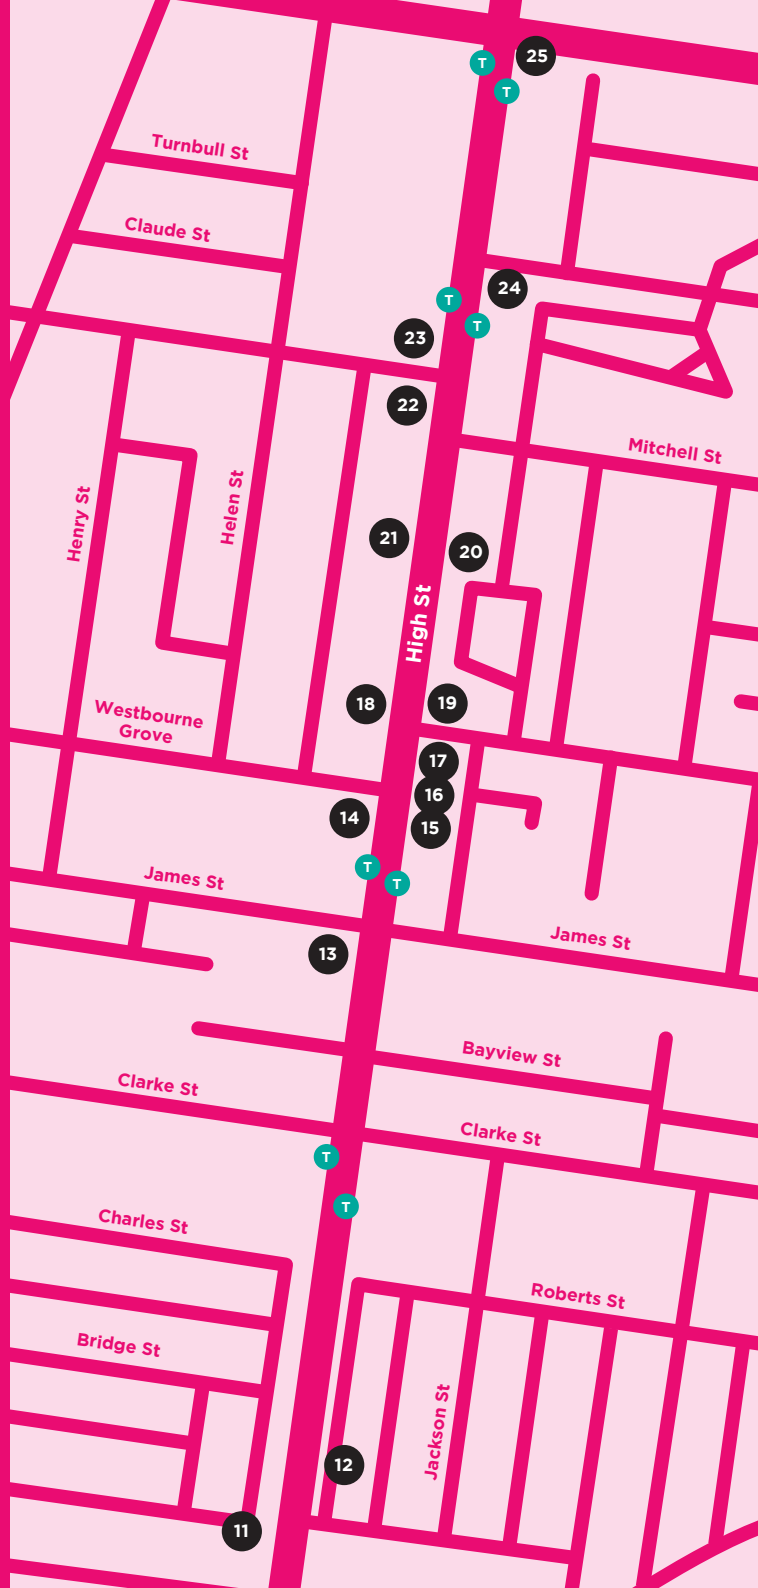 25
T
T
Turnbull St
Claude St
24
T
T
23
22
Mitchell St
Henry St
Helen St
21
20
High St
18
19
Westbourne
Grove
17
16
15
14
T
T
James St
James St
13
Bayview St
Clarke St
Clarke St
T
T
Charles St
Roberts St
Bridge St
Jackson St
12
11